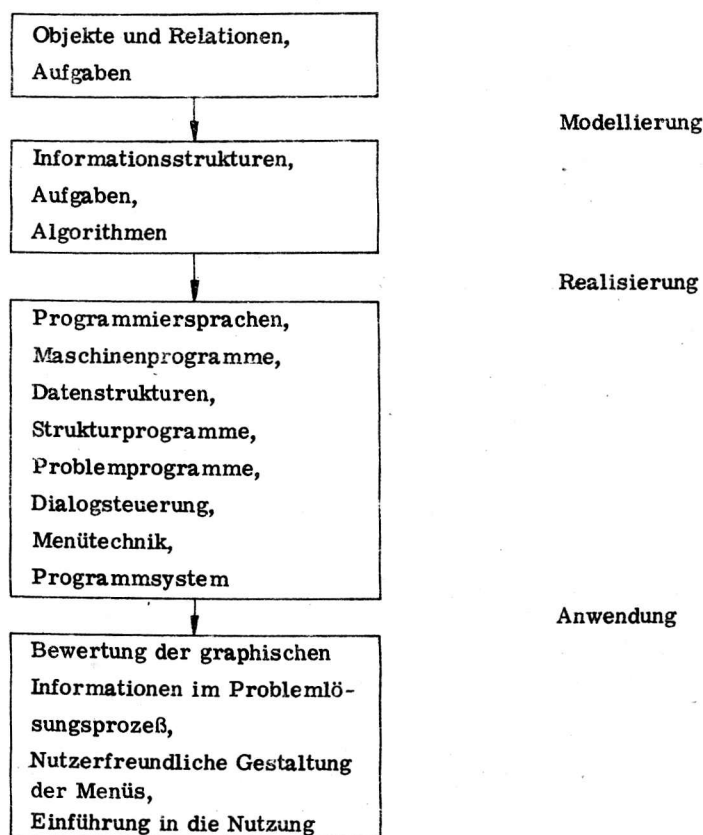 Objekte und Relationen,
Aufgaben
Modellierung
Informationsstrukturen,
Aufgaben,
Algorithmen
Realisierung
Programmiersprachen,
Maschinenprogramme,
Datenstrukturen,
Strukturprogramme,
Problemprogramme,
Dialogsteuerung,
Menütechnik,
Programmsystem
Anwendung
Bewertung der graphischen
Informationen im Problemlö-
sungsprozeß,
Nutzerfreundliche Gestaltung
der Menüs,
Einführung in die Nutzung